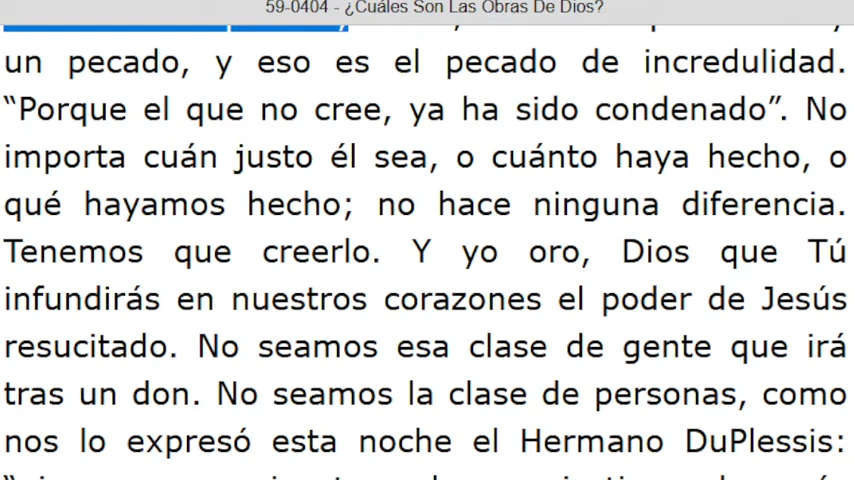 59-0404 - ¿Cuáles Son Las Obras De Dios?
un pecado, y eso es el pecado de incredulidad.
“Porque el que no cree, ya ha sido condenado”. No
importa cuán justo él sea, o cuánto haya hecho, o
qué hayamos hecho; no hace ninguna diferencia.
Tenemos que creerlo. Y yo oro, Dios que Tú
infundirás en nuestros corazones el poder de Jesús
resucitado. No seamos esa clase de gente que irá
tras un don. No seamos la clase de personas, como
nos lo expresó esta noche el Hermano DuPlessis: